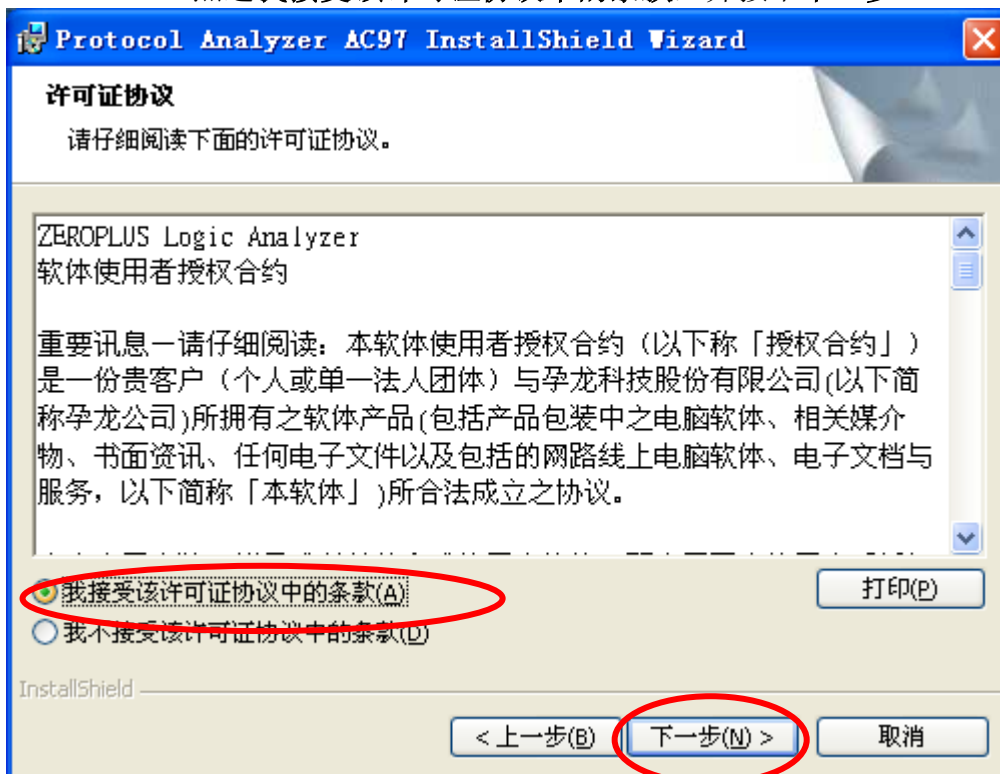 Protocol Analyzer AC97 InstallShield Wizard
许可证协议
请仔细阅读下面的许可证协议。
ZEROPLUS Logic Analyzer
软体使用者授权合约
重要讯息－请仔细阅读：本软体使用者授权合约（以下称「授权合约」）
是一份贵客户（个人或单一法人团体）与孕龙科技股份有限公司(以下简
称孕龙公司)所拥有之软体产品(包括产品包装中之电脑软体、相关媒介
物、书面资讯、任何电子文件以及包括的网路线上电脑软体、电子文档与
服务，以下简称「本软体」)所合法成立之协议。
我接受该许可证协议中的条款(A)
打印(P)
我不接受该许可证协议中的条款(D)
InstallShield
< 上一步(B)
下一步(N) >
取消